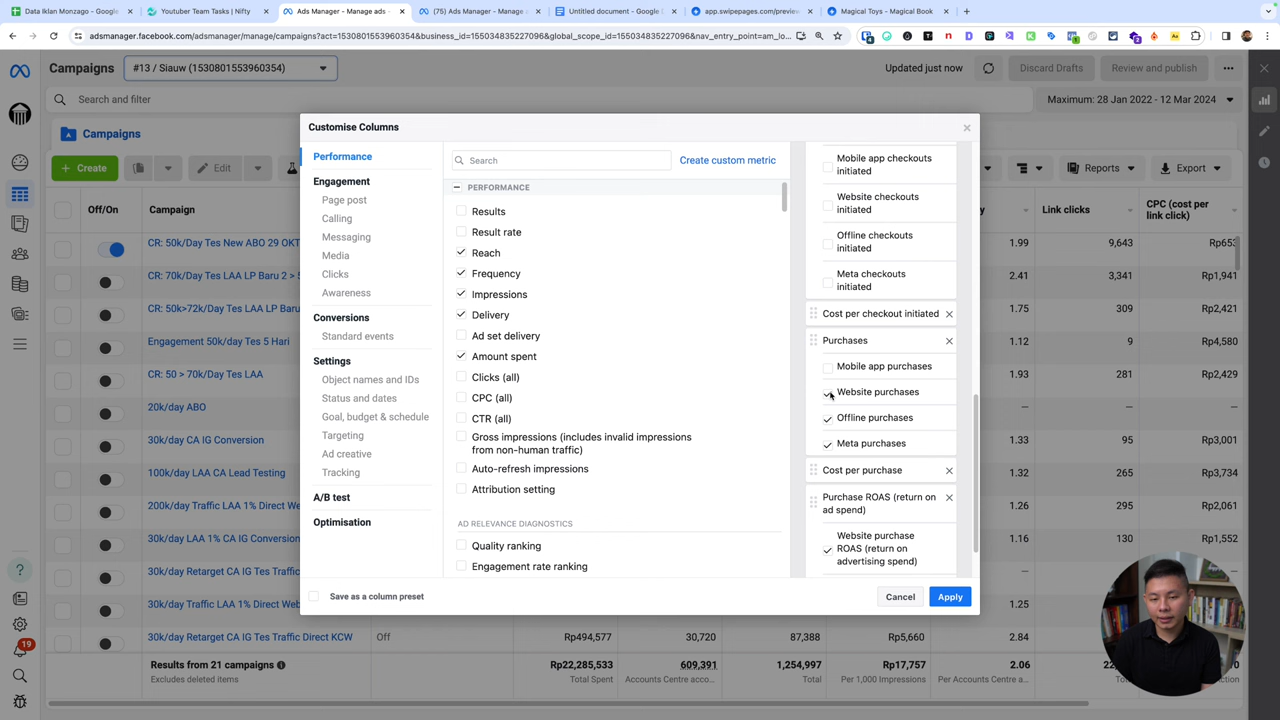 Data Iklan Monzago - Google
Youtuber Team Tasks | Nifty
Ads Manager - Manage ads -
(75) Ads Manager - Manage c
Untitled document - Google D
app.swipepages.com/preview
Magical Toys - Magical Book
adsmanager.facebook.com/adsmanager/manage/campaigns?act=1530801553960354&business_id=155034835227096&global_scope_id=155034835227096&nav_entry_point=am_lo...
Campaigns
#13 / Siauw (1530801553960354)
Updated just now
Discard Drafts
Review and publish
Search and filter
Maximum: 28 Jan 2022 - 12 Mar 2024
Campaigns
+ Create
Edit
Reports
Export
Off/On
Campaign
Link clicks
CPC (cost per
link click)
CR: 50k/Day Tes New ABO 29 OKT
1.99
9,643
Rp653
CR: 70k/Day Tes LAA LP Baru 2 > 5
2.41
3,341
Rp1,941
CR: 50k>72k/Day Tes LAA LP Baru
1.75
309
Rp2,209
Engagement 50k/day Tes 5 Hari
1.12
9
Rp4,580
CR: 50 > 70k/Day Tes LAA
1.93
281
Rp2,429
20k/day ABO
—
—
—
30k/day CA IG Conversion
1.33
95
Rp3,001
100k/day LAA CA Lead Testing
1.32
265
Rp3,734
200k/day Traffic LAA 1% Direct W
1.26
295
Rp2,061
30k/day LAA 1% CA IG Conversion
1.16
130
Rp1,552
30k/day Retarget CA IG Tes Traffic
—
30k/day Traffic LAA 1% Direct Web
1.25
30k/day Retarget CA IG Tes Traffic Direct KCW
Off
Rp494,577
30,720
87,388
Rp5,660
2.84
Results from 21 campaigns
Excludes deleted items
Rp22,285,533
Total Spent
609,391
Accounts Centre acco...
1,254,997
Total
Rp17,757
Per 1,000 Impressions
2.06
Per Accounts Centre a...
19
Customise Columns
Performance
Engagement
Page post
Calling
Messaging
Media
Clicks
Awareness
Conversions
Standard events
Settings
Object names and IDs
Status and dates
Goal, budget & schedule
Targeting
Ad creative
Tracking
A/B test
Optimisation
Search
Create custom metric
PERFORMANCE
Results
Result rate
Reach
Frequency
Impressions
Delivery
Ad set delivery
Amount spent
Clicks (all)
CPC (all)
CTR (all)
Gross impressions (includes invalid impressions
from non-human traffic)
Auto-refresh impressions
Attribution setting
AD RELEVANCE DIAGNOSTICS
Quality ranking
Engagement rate ranking
Mobile app checkouts
initiated
Website checkouts
initiated
Offline checkouts
initiated
Meta checkouts
initiated
Cost per checkout initiated
Purchases
Mobile app purchases
Website purchases
Offline purchases
Meta purchases
Cost per purchase
Purchase ROAS (return on
ad spend)
Website purchase
ROAS (return on
advertising spend)
Save as a column preset
Cancel
Apply